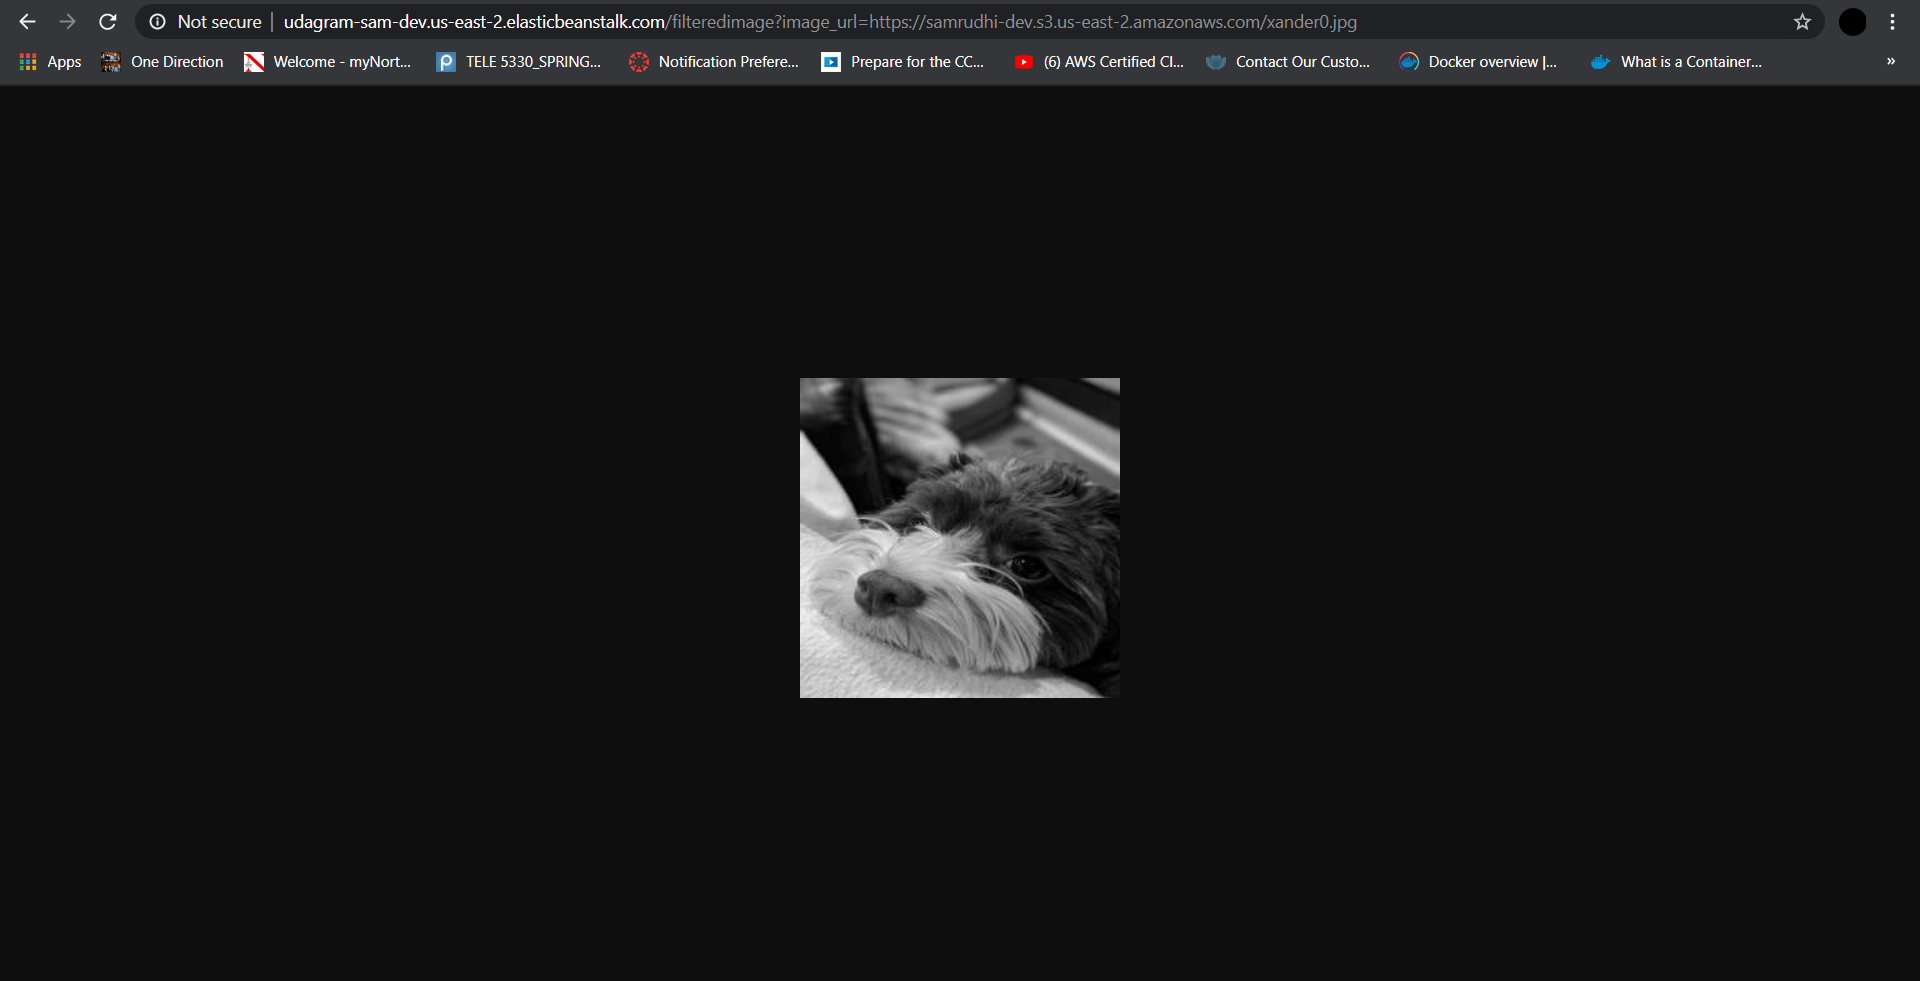 Not secure | udagram-sam-dev.us-east-2.elasticbeanstalk.com/filteredimage?image_url=https://samrudhi-dev.s3.us-east-2.amazonaws.com/xander0.jpg
Apps One Direction Welcome - myNort... TELE 5330_SPRING... Notification Prefere... Prepare for the CC... (6) AWS Certified Cl... Contact Our Custo... Docker overview |... What is a Container... »